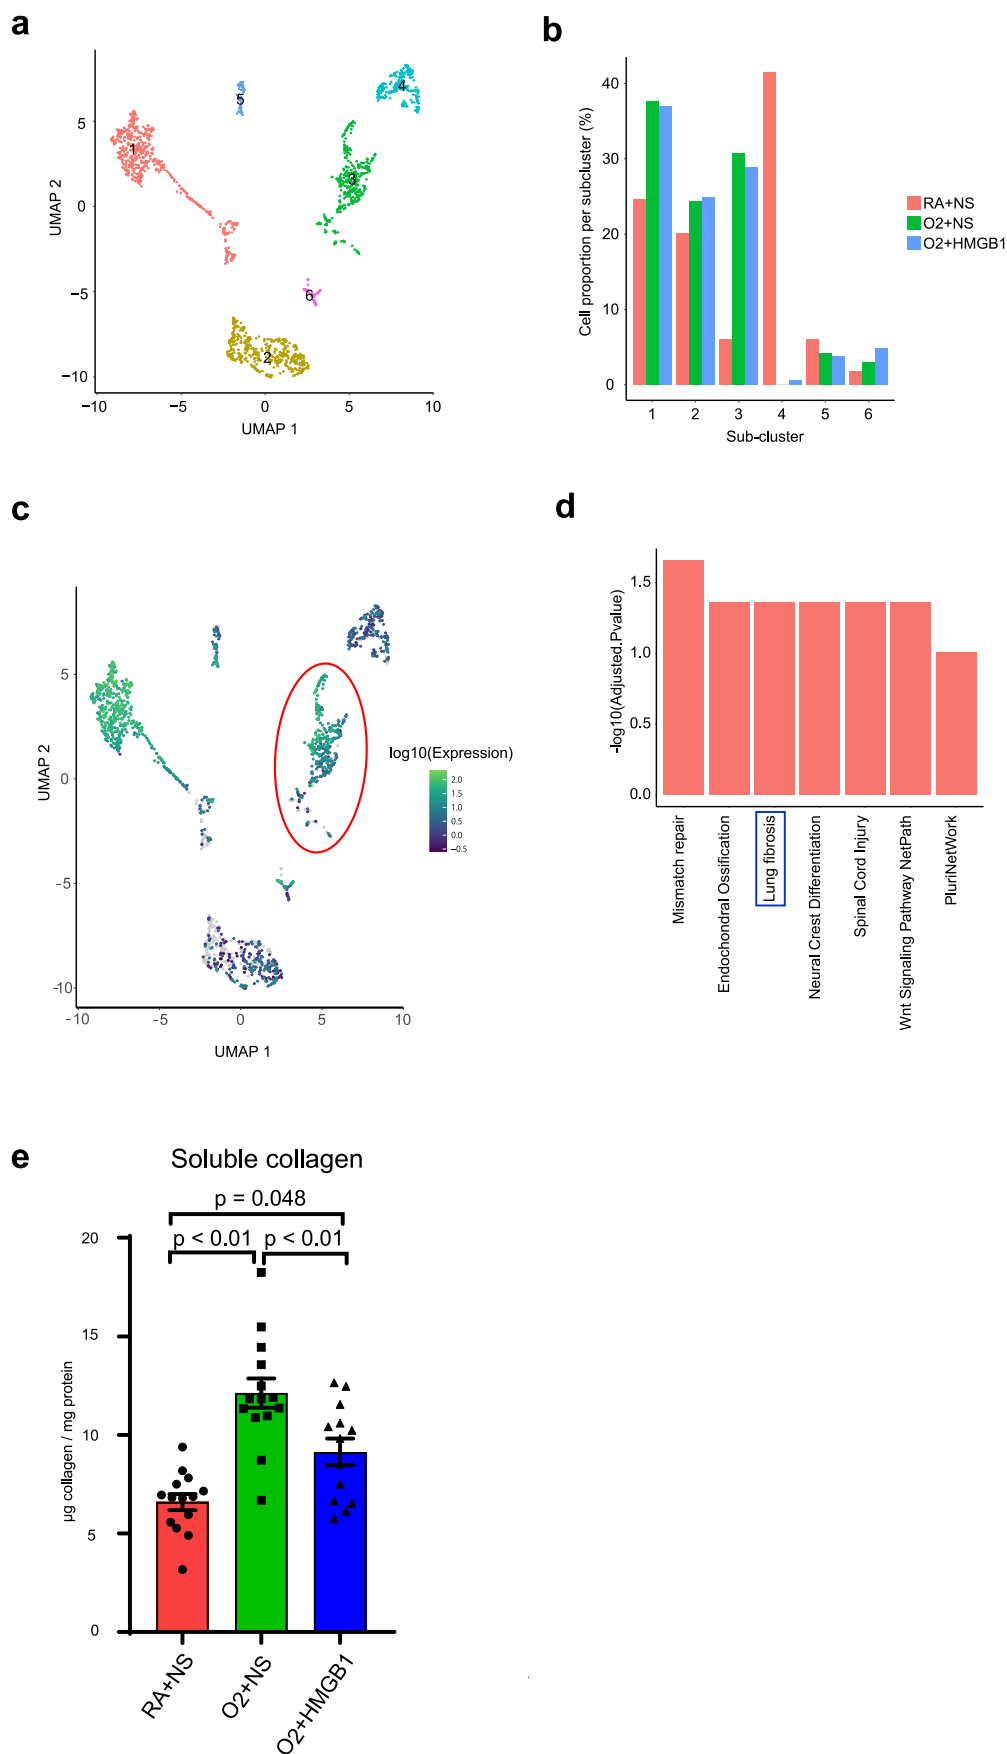 a
UMAP 2
5
0
−5
−10
1
2
3
4
5
6
−10
−5
0
5
10
UMAP 1
b
Cell proportion per subcluster (%)
40
30
20
10
0
1
2
3
4
5
6
Sub-cluster
RA+NS
O2+NS
O2+HMGB1
c
UMAP 2
5
0
−5
−10
−10
−5
0
5
10
UMAP 1
log10(Expression)
2.0
1.5
1.0
0.5
0.0
−0.5
d
-log10(Adjusted.Pvalue)
1.5
1.0
0.5
0.0
Mismatch repair
Endochondral Ossification
Lung fibrosis
Neural Crest Differentiation
Spinal Cord Injury
Wnt Signaling Pathway NetPath
PluriNetWork
e
Soluble collagen
p = 0.048
p < 0.01
p < 0.01
µg collagen / mg protein
20
15
10
5
0
RA+NS
O2+NS
O2+HMGB1